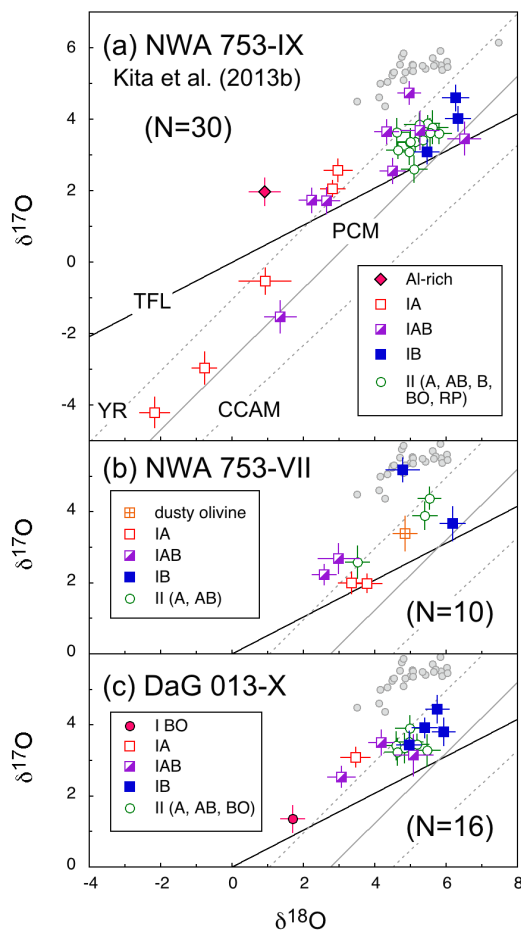 (a) NWA 753-IX
Kita et al. (2013b)
(N=30)
6
4
2
0
-2
-4
δ17O
PCM
TFL
YR
CCAM
Al-rich
IA
IAB
IB
II (A, AB, B,
BO, RP)
(b) NWA 753-VII
4
2
0
δ17O
dusty olivine
IA
IAB
IB
II (A, AB)
(N=10)
(c) DaG 013-X
4
2
0
δ17O
I BO
IA
IAB
IB
II (A, AB, BO)
(N=16)
-4
-2
0
2
4
6
8
δ18O